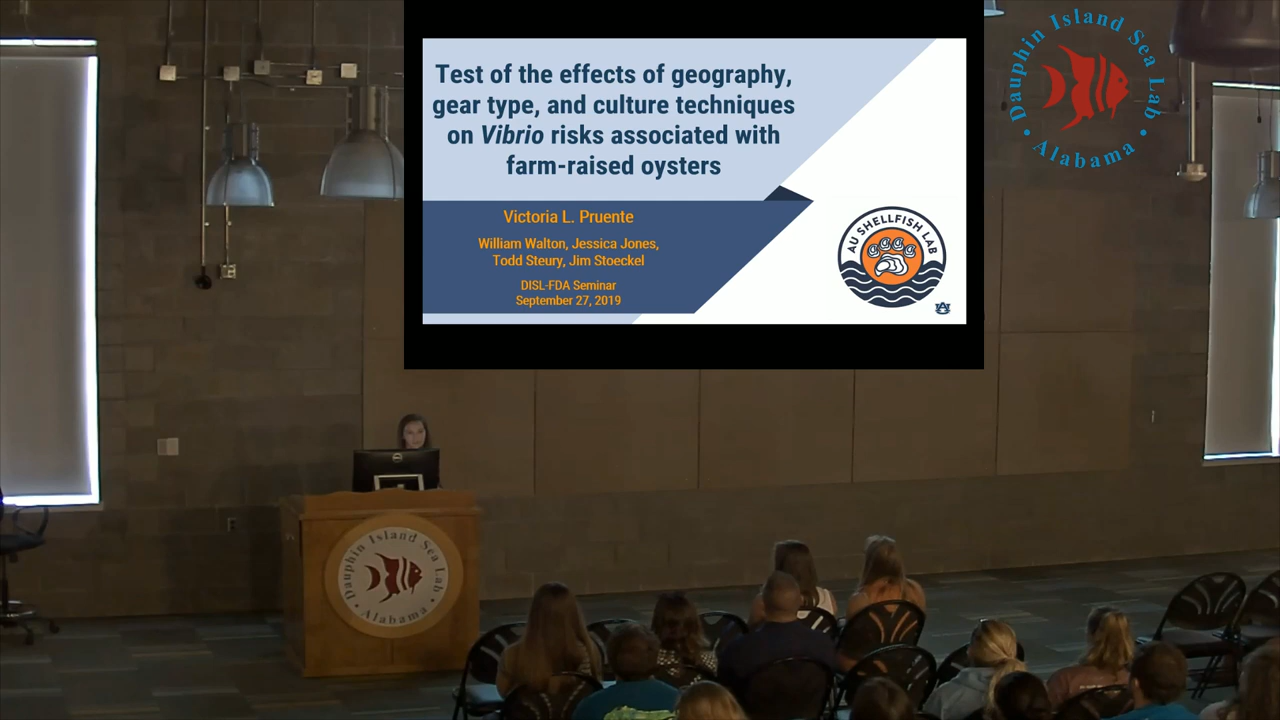 Test of the effects of geography,
gear type, and culture techniques
on Vibrio risks associated with
farm-raised oysters
Victoria L. Pruente
William Walton, Jessica Jones,
Todd Steury, Jim Stoeckel
DISL-FDA Seminar
September 27, 2019
AU SHELLFISH LAB
Dauphin Island Sea Lab
Alabama
DELL
Dauphin Island Sea Lab
Alabama